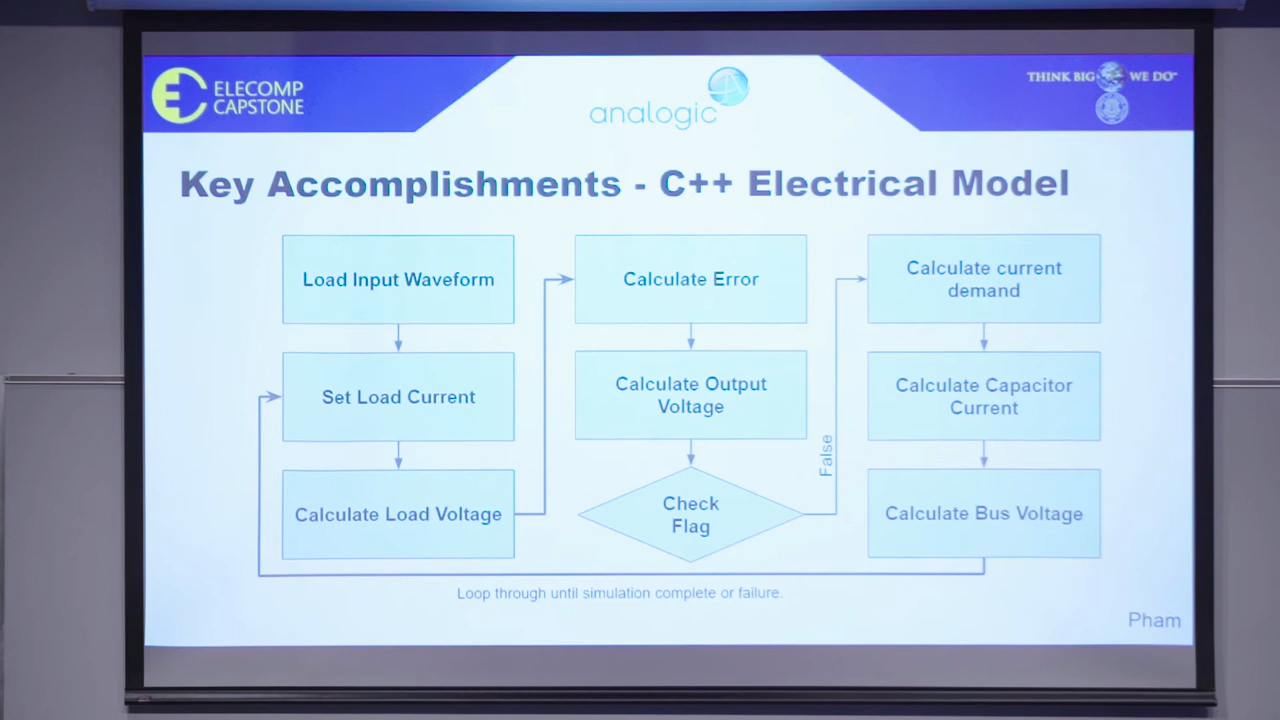 ELECOMP
CAPSTONE
analogic
THINK BIG WE DO
Key Accomplishments - C++ Electrical Model
Load Input Waveform
Set Load Current
Calculate Load Voltage
Calculate Error
Calculate Output
Voltage
Check
Flag
False
Calculate current
demand
Calculate Capacitor
Current
Calculate Bus Voltage
Loop through until simulation complete or failure.
Pham